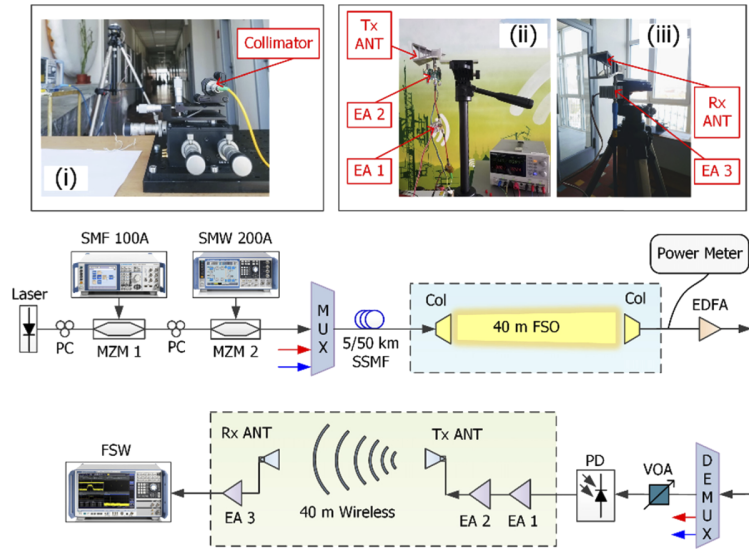 Collimator
(i)
Tx
ANT
(ii)
EA 2
EA 1
(iii)
Rx
ANT
EA 3
SMF 100A
SMW 200A
Laser
PC
MZM 1
PC
MZM 2
MUX
5/50 km
SSMF
Col
40 m FSO
Col
Power Meter
EDFA
FSW
Rx ANT
EA 3
40 m Wireless
Tx ANT
EA 2
EA 1
PD
VOA
DEMUX